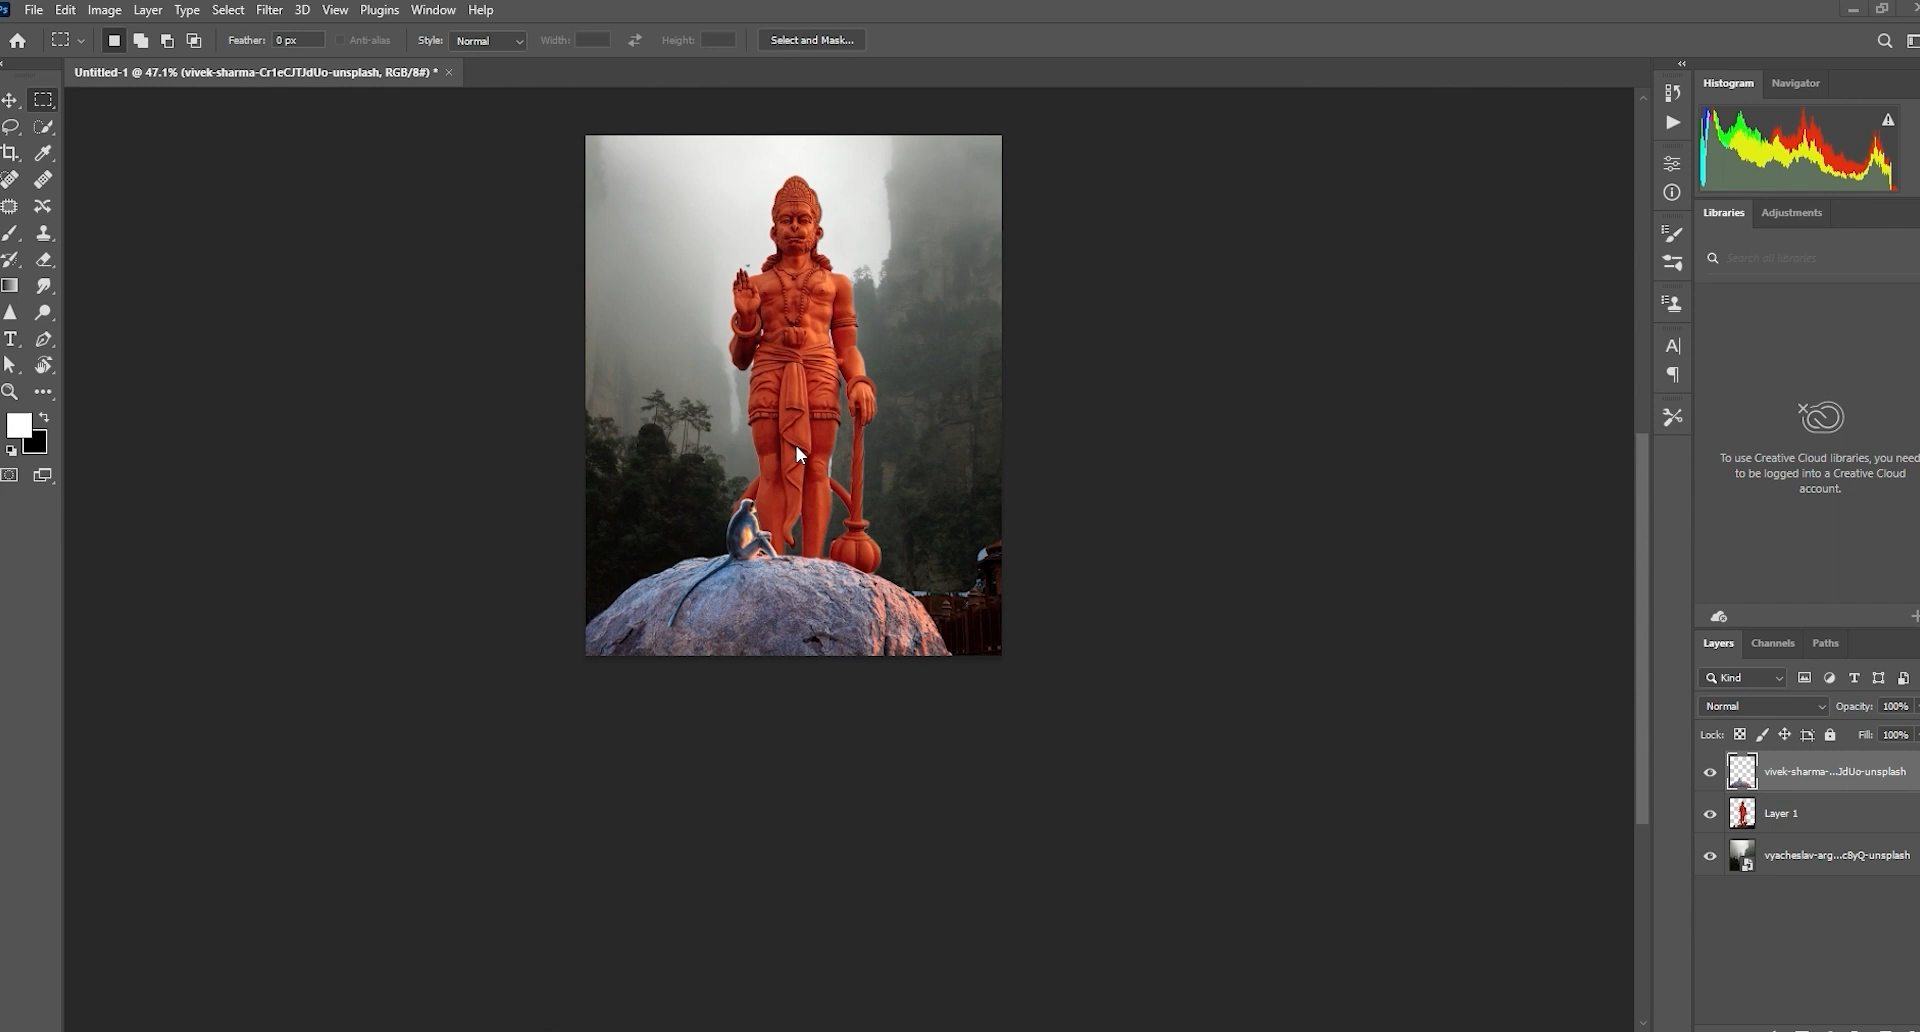 Ps File Edit Image Layer Type Select Filter 3D View Plugins Window Help
Feather: 0 px Anti-alias Style: Normal Width: Height: Select and Mask...
Untitled-1 @ 47.1% (vivek-sharma-Cr1eCJTJdUo-unsplash, RGB/8#) * ×
Histogram Navigator
Libraries Adjustments
Search all libraries
To use Creative Cloud libraries, you need
to be logged into a Creative Cloud
account.
Layers Channels Paths
Kind
Normal Opacity: 100%
Lock: Fill: 100%
vivek-sharma-...JdUo-unsplash
Layer 1
vyacheslav-arg...c8yQ-unsplash